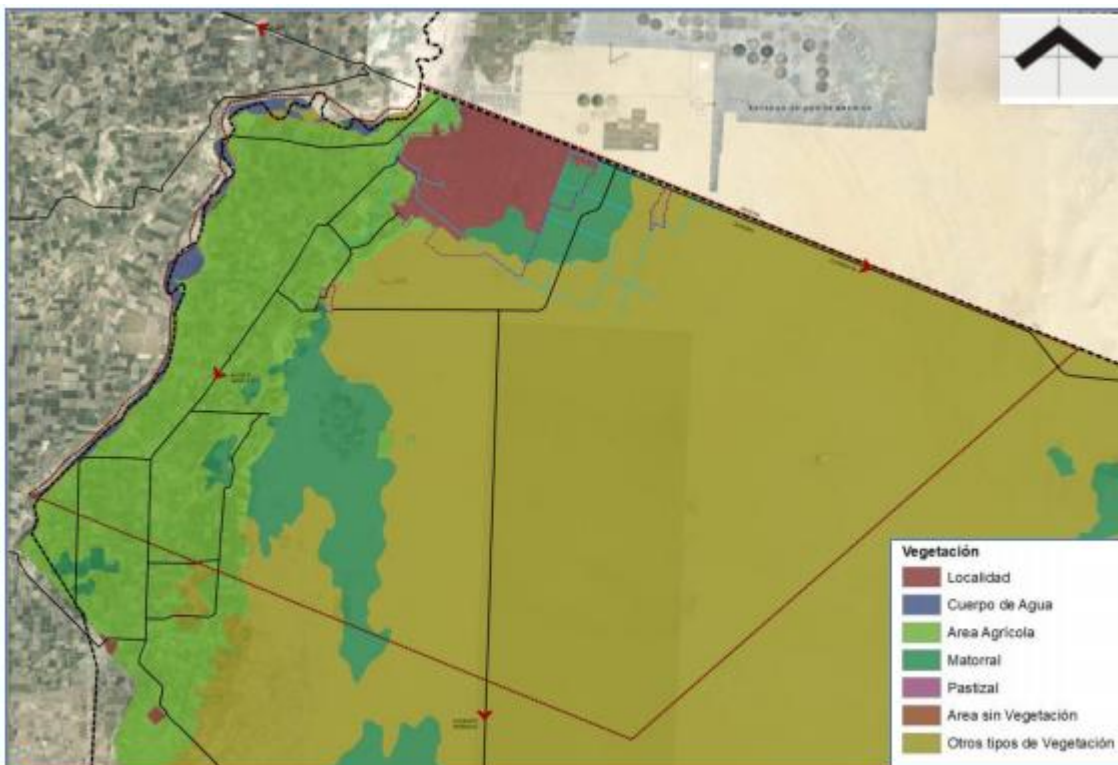 Vegetación
Localidad
Cuerpo de Agua
Area Agrícola
Matorral
Pastizal
Area sin Vegetación
Otros tipos de Vegetación